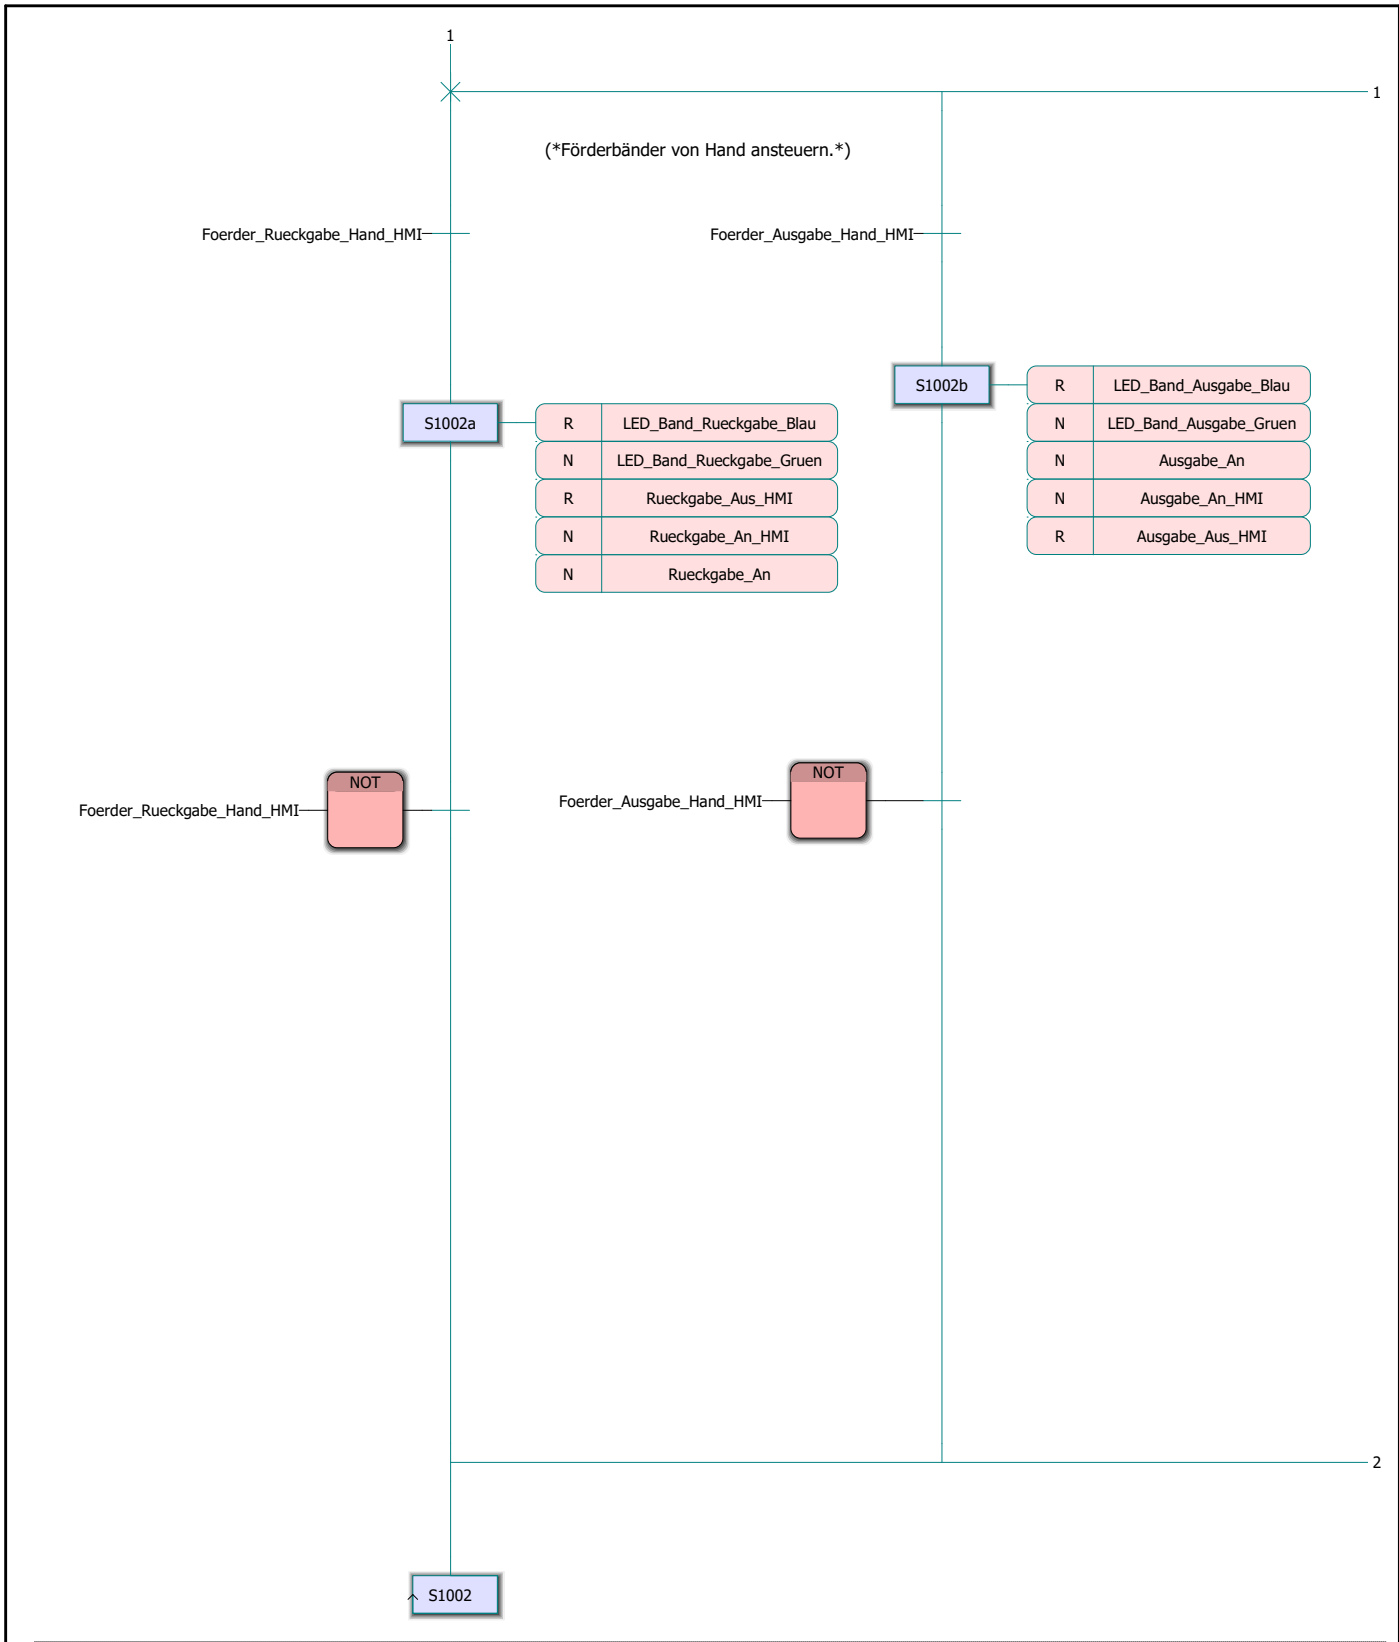 1
1
(*Förderbänder von Hand ansteuern.*)
Foerder_Rueckgabe_Hand_HMI
Foerder_Ausgabe_Hand_HMI
S1002b
R LED_Band_Ausgabe_Blau
N LED_Band_Ausgabe_Gruen
N Ausgabe_An
N Ausgabe_An_HMI
R Ausgabe_Aus_HMI
S1002a
R LED_Band_Rueckgabe_Blau
N LED_Band_Rueckgabe_Gruen
R Rueckgabe_Aus_HMI
N Rueckgabe_An_HMI
N Rueckgabe_An
NOT
Foerder_Rueckgabe_Hand_HMI
NOT
Foerder_Ausgabe_Hand_HMI
2
S1002